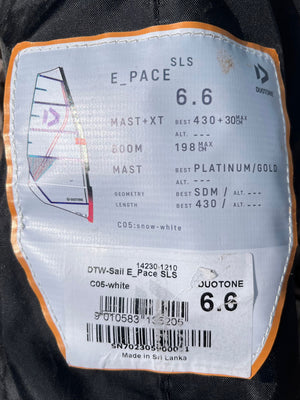 SLS
E_PACE
DUOTONE
6.6
MAST+XT BEST 430+30MAX CM
ALT. ---
BOOM 198 MAX CM
MAST BEST PLATINUM/GOLD
ALT. ---
GEOMETRY BEST SDM / ALT. ---
LENGTH BEST 430 / ALT. ---
C05:snow-white
14230-1210
DTW-Sail E_Pace SLS
C05-white
DUOTONE
6.6
Made in Sri Lanka